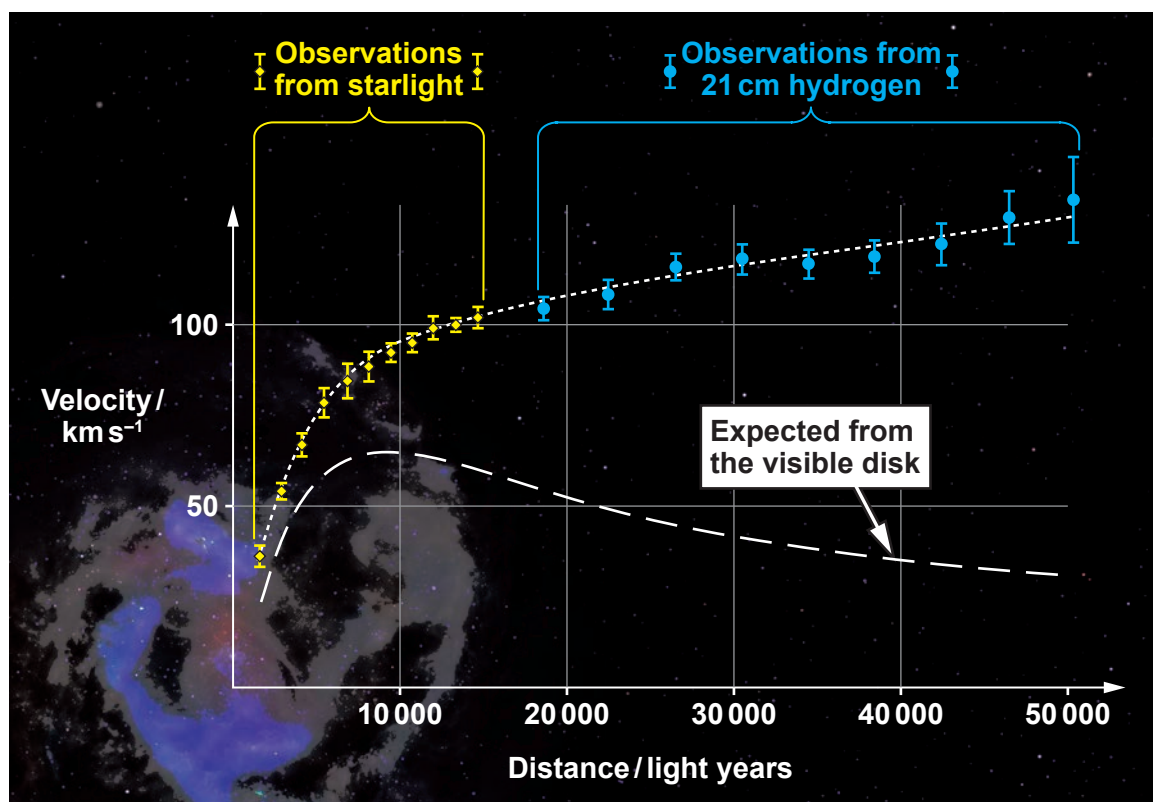 Observations
from starlight
Observations from
21 cm hydrogen
100
Velocity /
km s⁻¹
Expected from
the visible disk
50
10 000
20 000
30 000
40 000
50 000
Distance / light years